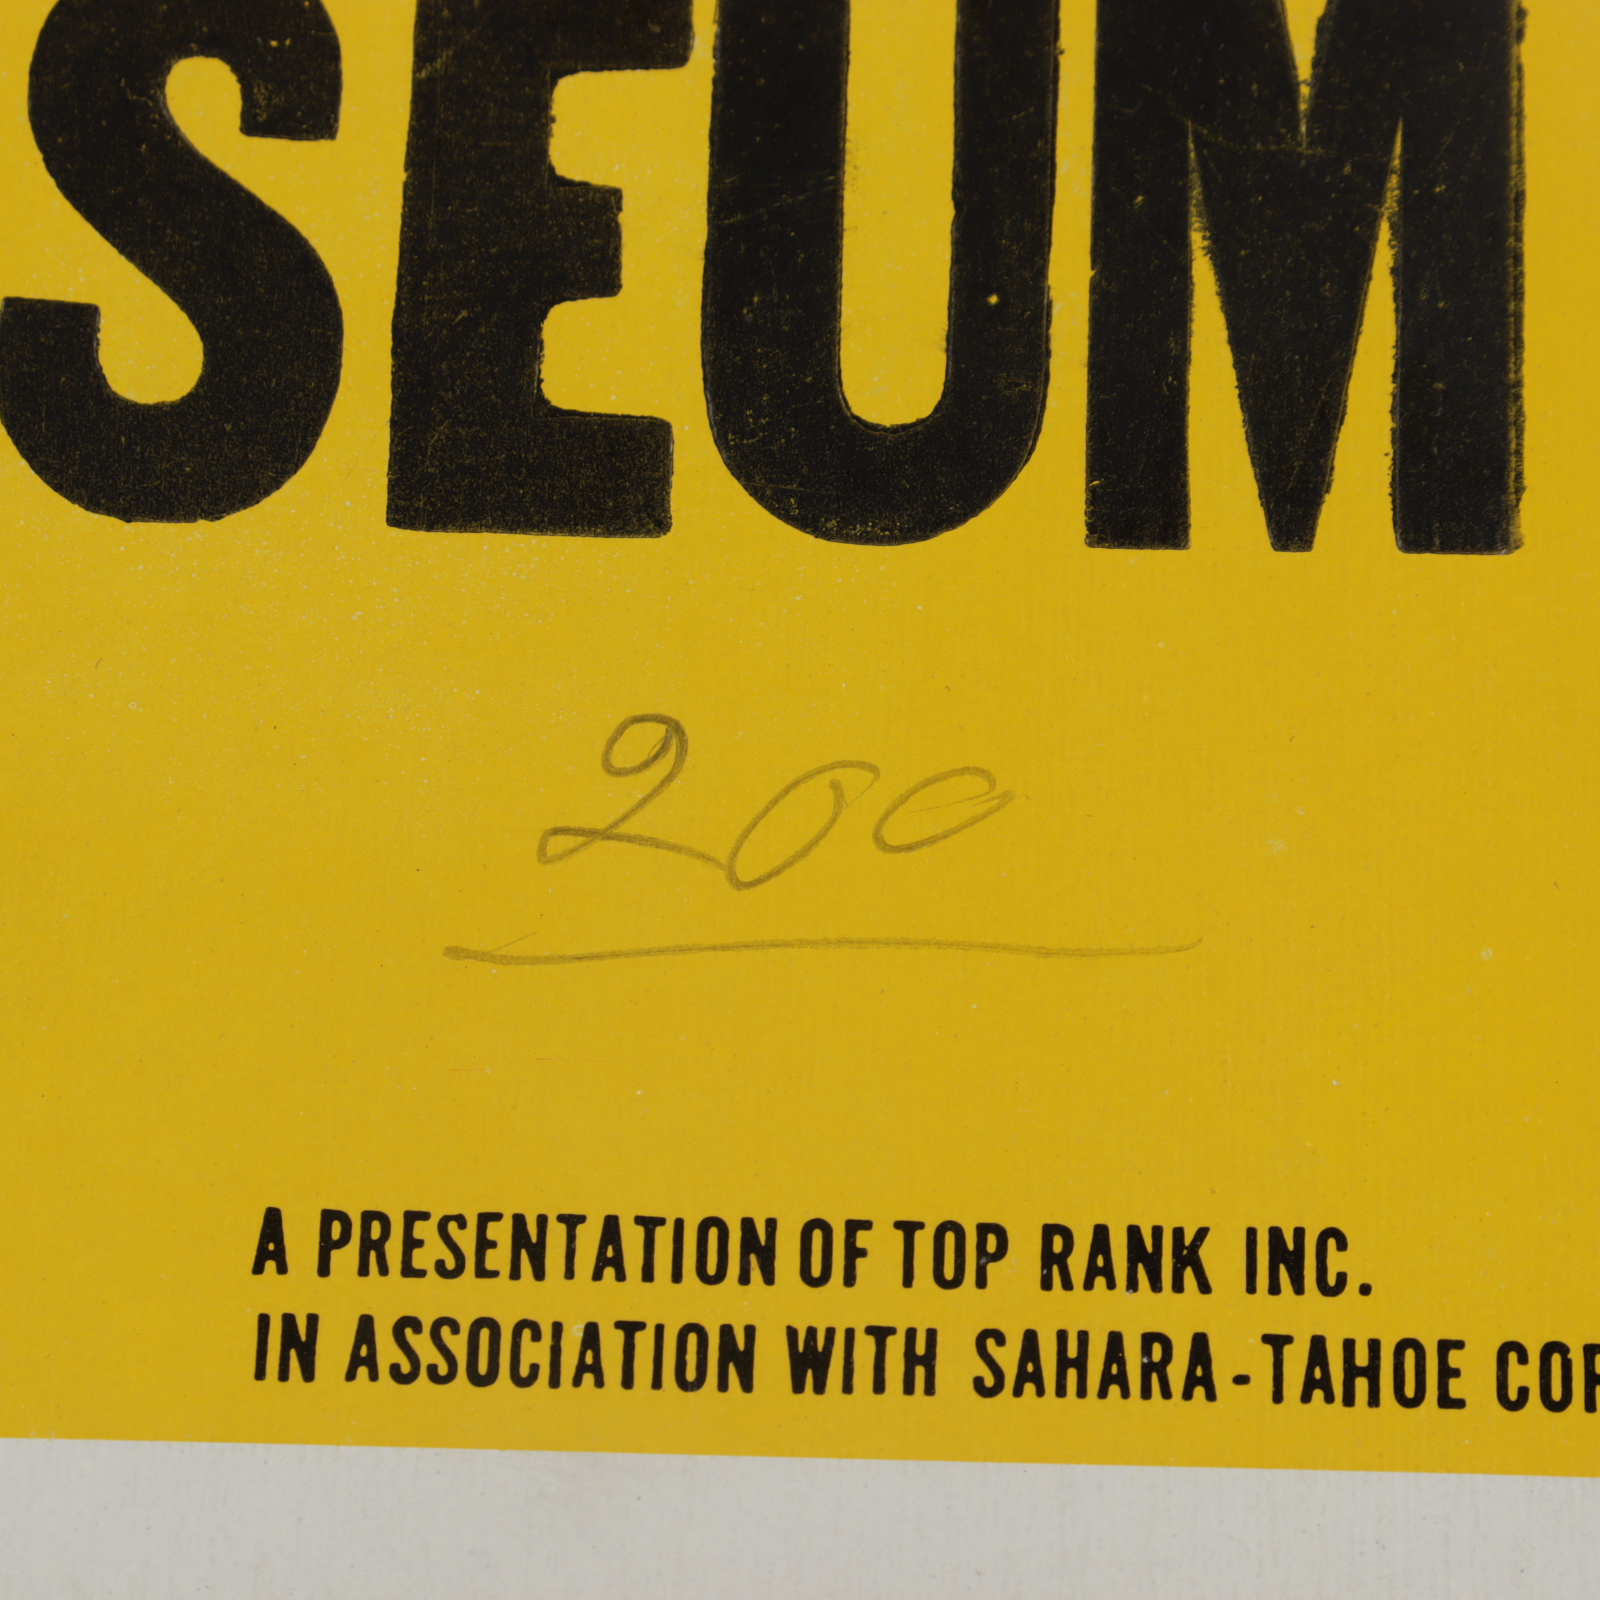 SEUM
200
A PRESENTATION OF TOP RANK INC.
IN ASSOCIATION WITH SAHARA-TAHOE COR